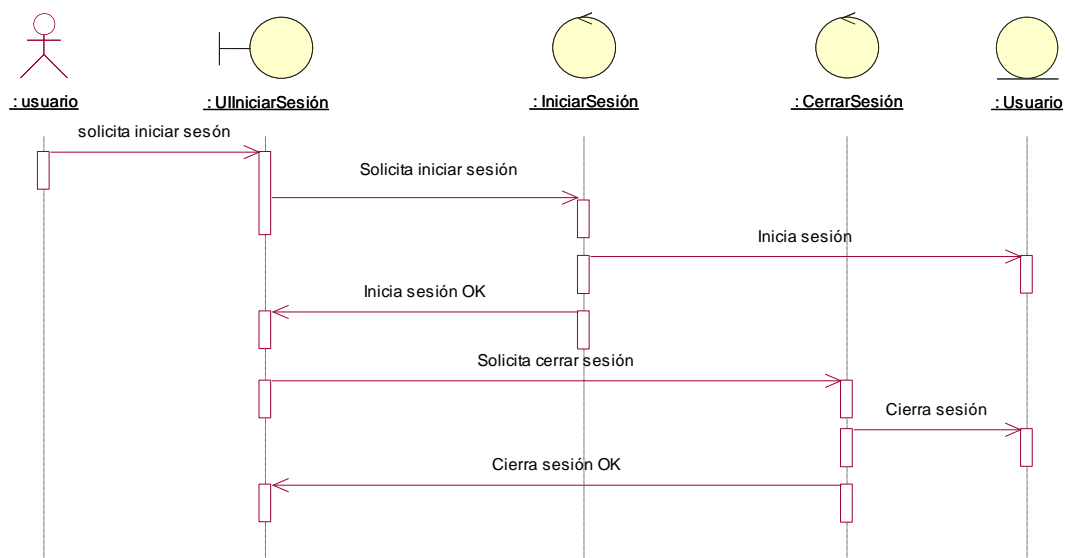 : usuario
: UIIniciarSesión
: IniciarSesión
: CerrarSesión
: Usuario
solicita iniciar sesón
Solicita iniciar sesión
Inicia sesión
Inicia sesión OK
Solicita cerrar sesión
Cierra sesión
Cierra sesión OK